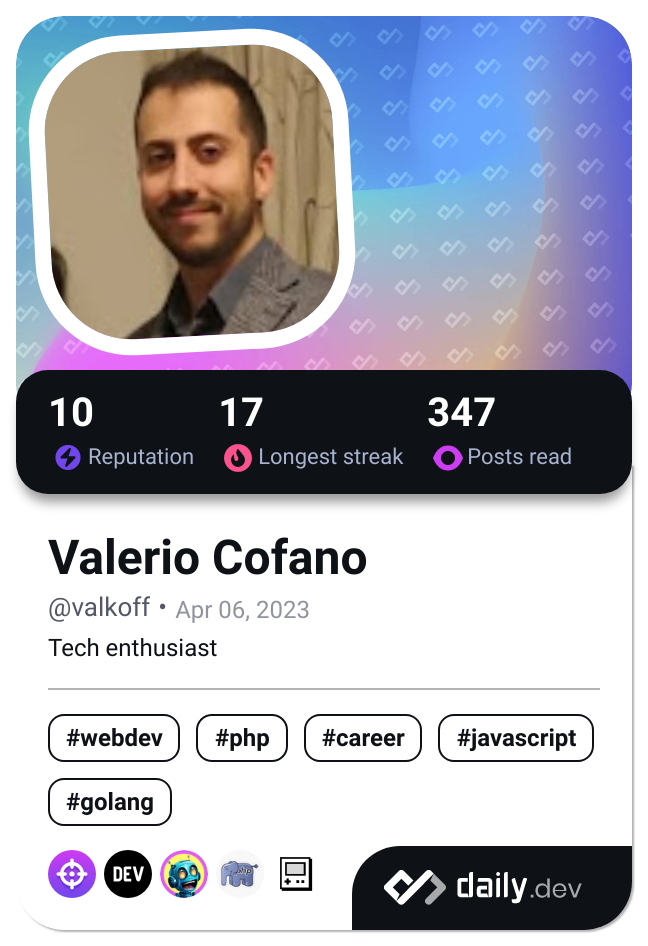 10 17 347
Reputation Longest streak Posts read
Valerio Cofano
@valkoff • Apr 06, 2023
Tech enthusiast
#webdev #php #career #javascript
#golang
DEV php daily.dev